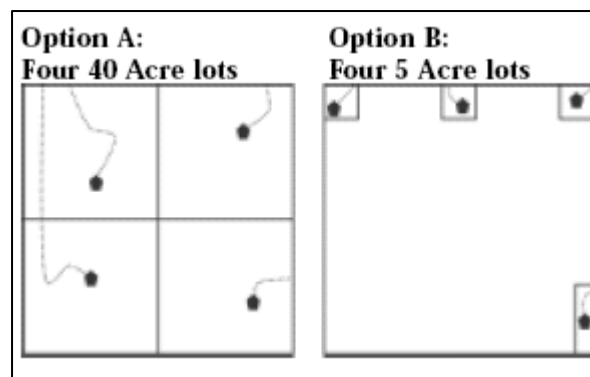 Option A:
Four 40 Acre lots
Option B:
Four 5 Acre lots